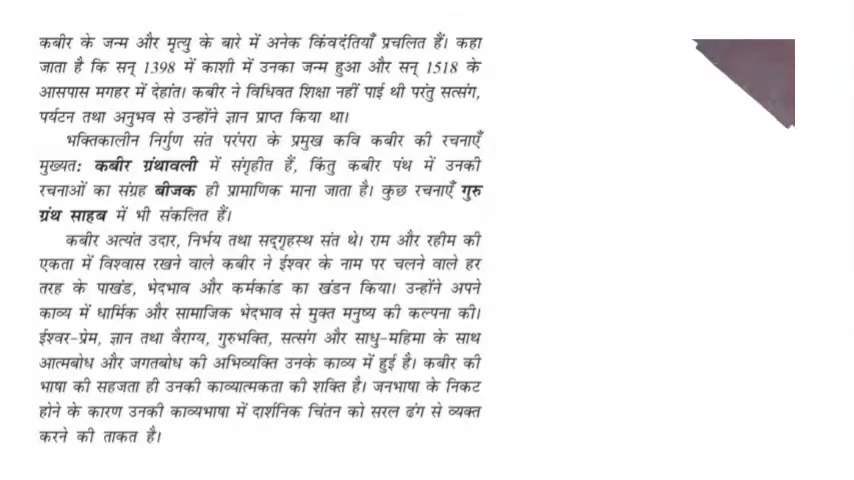 कबीर के जन्म और मृत्यु के बारे में अनेक किंवदंतियाँ प्रचलित हैं। कहा
जाता है कि सन् 1398 में काशी में उनका जन्म हुआ और सन् 1518 के
आसपास मगहर में देहांत। कबीर ने विधिवत शिक्षा नहीं पाई थी परंतु सत्संग,
पर्यटन तथा अनुभव से उन्होंने ज्ञान प्राप्त किया था।
भक्तिकालीन निर्गुण संत परंपरा के प्रमुख कवि कबीर की रचनाएँ
मुख्यत: कबीर ग्रंथावली में संगृहीत हैं, किंतु कबीर पंथ में उनकी
रचनाओं का संग्रह बीजक ही प्रामाणिक माना जाता है। कुछ रचनाएँ गुरु
ग्रंथ साहब में भी संकलित हैं।
कबीर अत्यंत उदार, निर्भय तथा सद्गृहस्थ संत थे। राम और रहीम की
एकता में विश्वास रखने वाले कबीर ने ईश्वर के नाम पर चलने वाले हर
तरह के पाखंड, भेदभाव और कर्मकांड का खंडन किया। उन्होंने अपने
काव्य में धार्मिक और सामाजिक भेदभाव से मुक्त मनुष्य की कल्पना की।
ईश्वर-प्रेम, ज्ञान तथा वैराग्य, गुरुभक्ति, सत्संग और साधु-महिमा के साथ
आत्मबोध और जगतबोध की अभिव्यक्ति उनके काव्य में हुई है। कबीर की
भाषा की सहजता ही उनकी काव्यात्मकता की शक्ति है। जनभाषा के निकट
होने के कारण उनकी काव्यभाषा में दार्शनिक चिंतन को सरल ढंग से व्यक्त
करने की ताकत है।